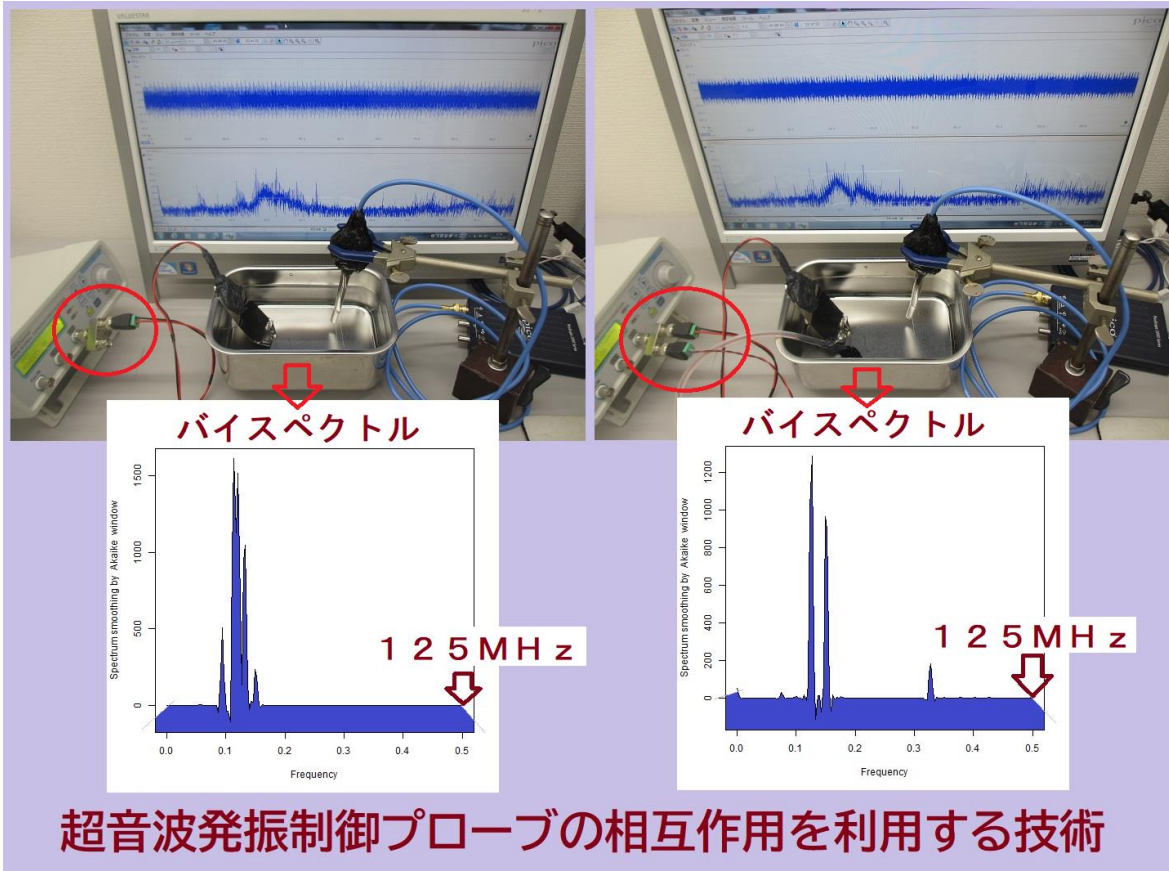 VALUESTAR
pico
pico
バイスペクトル
バイスペクトル
Spectrum smoothing by Akaike window
1500
1000
500
0
0.0 0.1 0.2 0.3 0.4 0.5
Frequency
125MHz
Spectrum smoothing by Akaike window
1200
1000
800
600
400
200
0
0.0 0.1 0.2 0.3 0.4 0.5
Frequency
125MHz
超音波発振制御プローブの相互作用を利用する技術